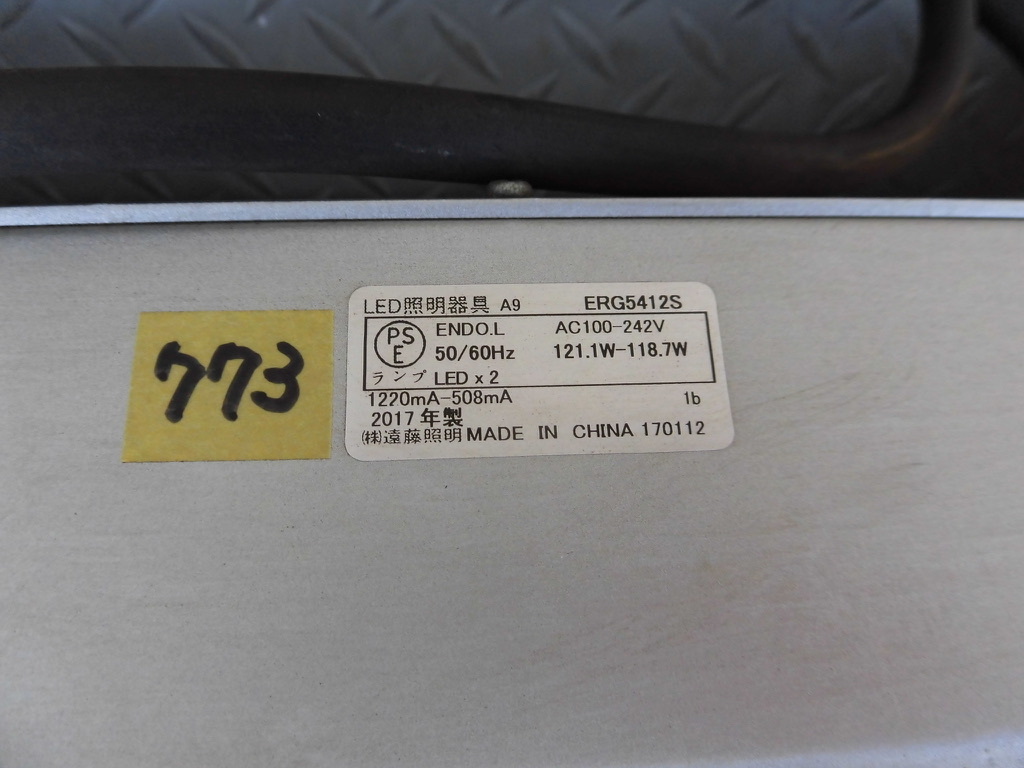 773
LED照明器具 A9 ERG5412S
PS
E
ENDO.L AC100-242V
50/60Hz 121.1W-118.7W
ランプ LED x 2
1220mA-508mA 1b
2017 年製
㈱遠藤照明 MADE IN CHINA 170112